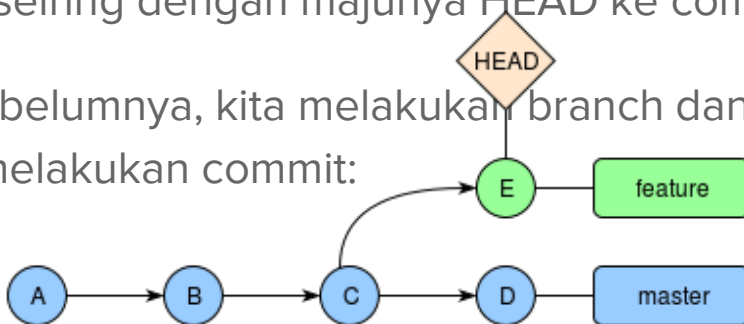 seiring dengan majunya HEAD ke com
HEAD
belumnya, kita melakukan branch dan
melakukan commit:
E
feature
A
B
C
D
master